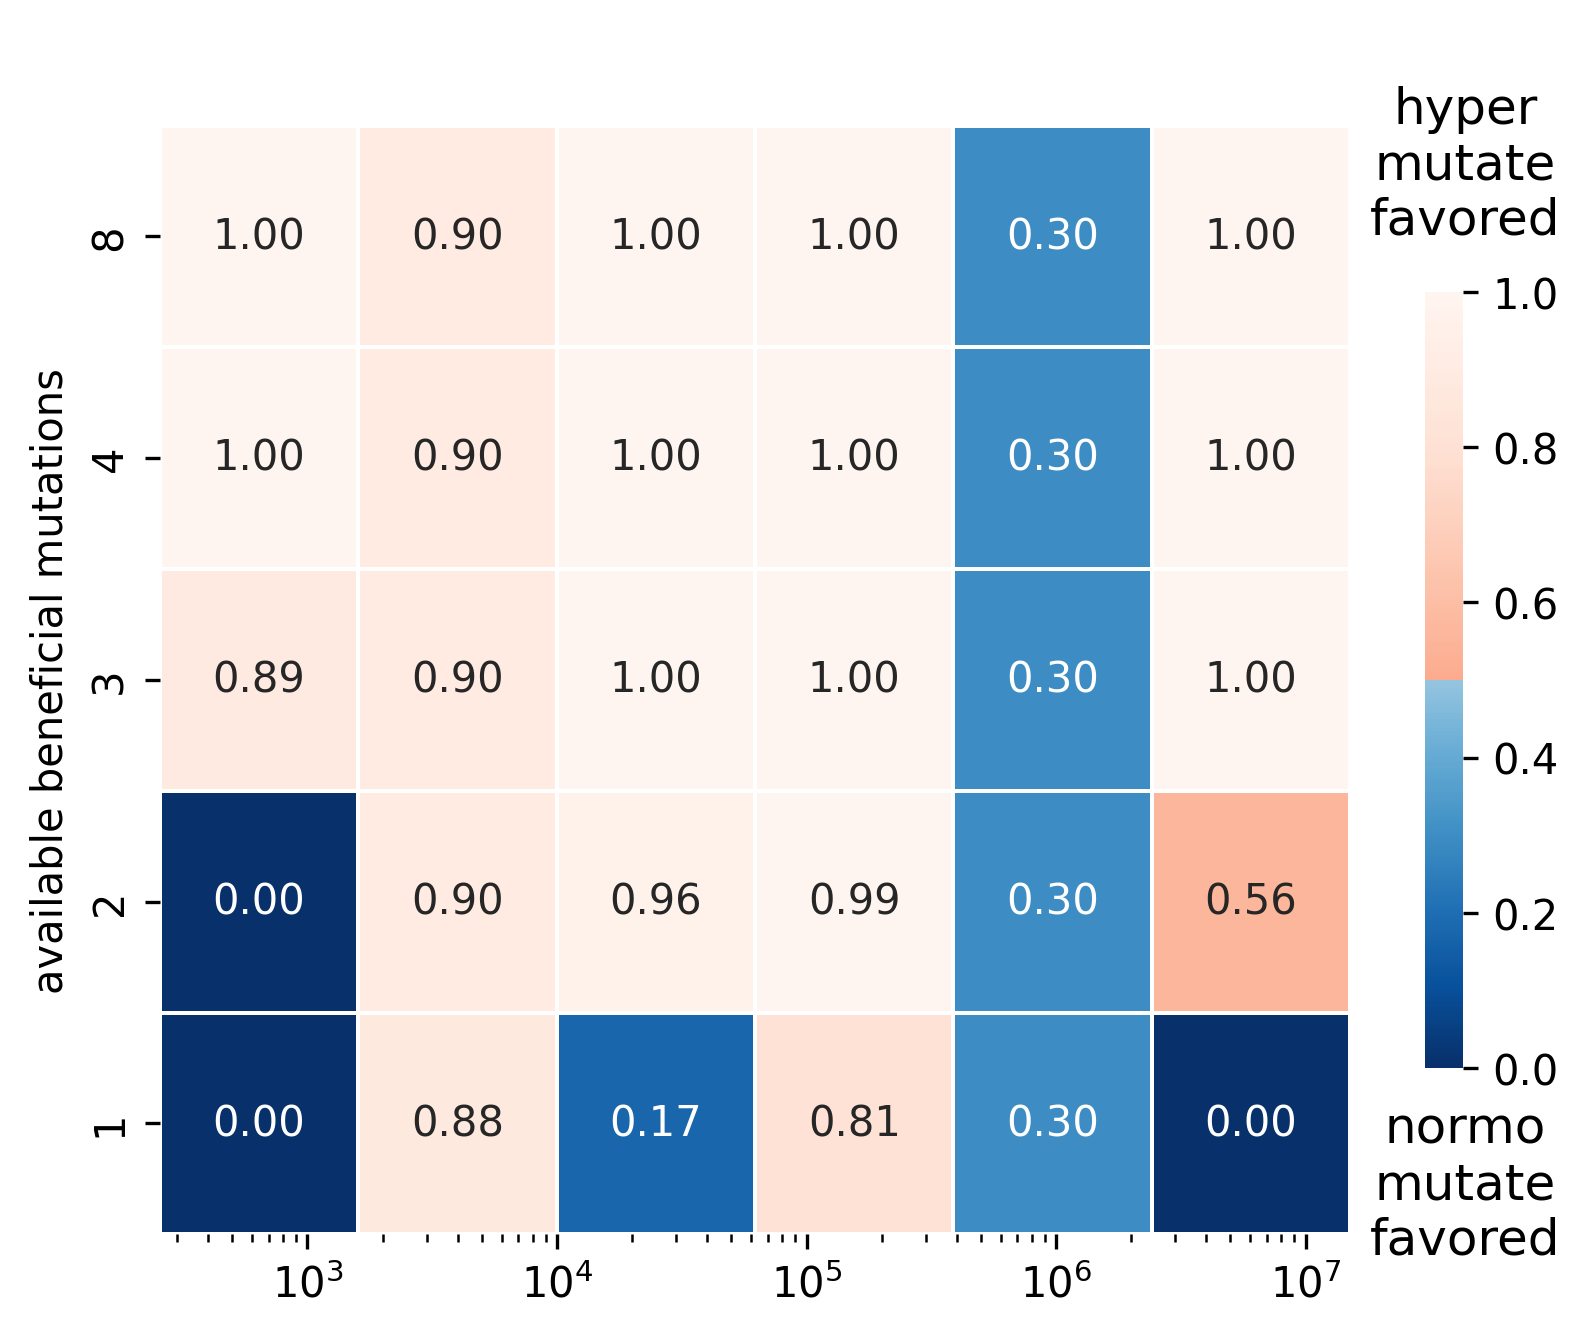 hyper
mutate
favored
8
1.00 0.90 1.00 1.00 0.30 1.00
4
1.00 0.90 1.00 1.00 0.30 1.00
3
0.89 0.90 1.00 1.00 0.30 1.00
2
0.00 0.90 0.96 0.99 0.30 0.56
1
0.00 0.88 0.17 0.81 0.30 0.00
available beneficial mutations
10³ 10⁴ 10⁵ 10⁶ 10⁷
1.0
0.8
0.6
0.4
0.2
0.0
normo
mutate
favored